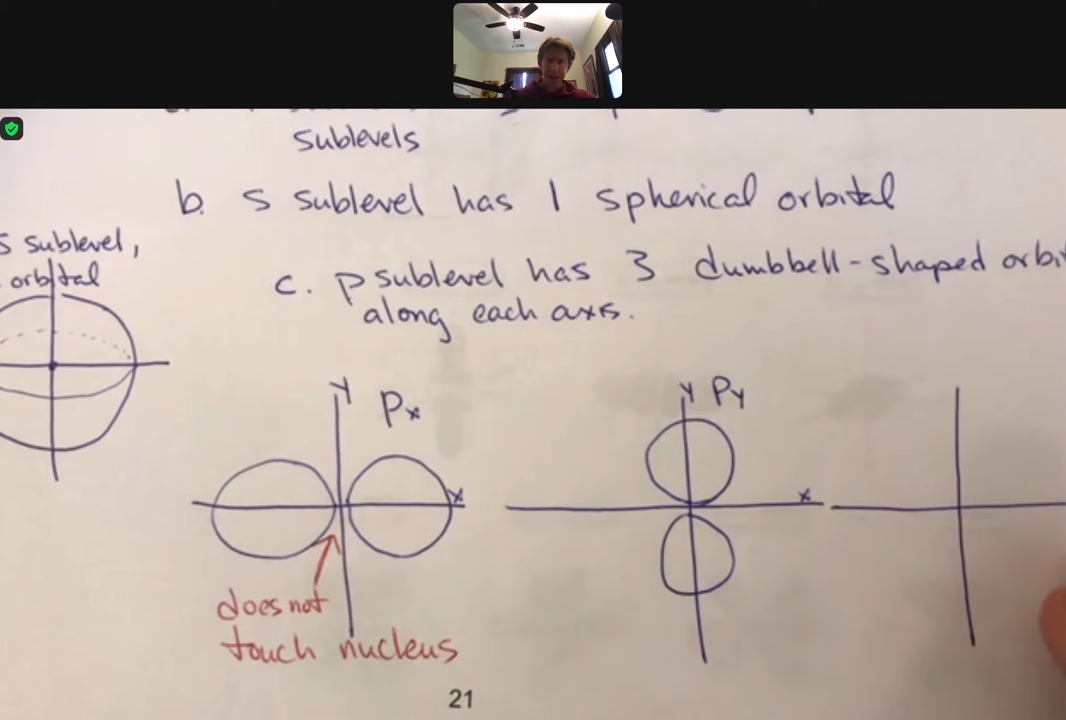 sublevels
b. s sublevel has 1 spherical orbital
s sublevel,
orbital
c. p sublevel has 3 dumbbell-shaped
along each axis.
y Px
x
y Py
x
does not
touch nucleus
21